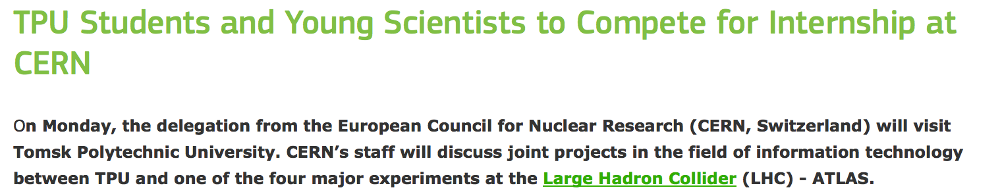 TPU Students and Young Scientists to Compete for Internship at
CERN
On Monday, the delegation from the European Council for Nuclear Research (CERN, Switzerland) will visit
Tomsk Polytechnic University. CERN’s staff will discuss joint projects in the field of information technology
between TPU and one of the four major experiments at the Large Hadron Collider (LHC) - ATLAS.